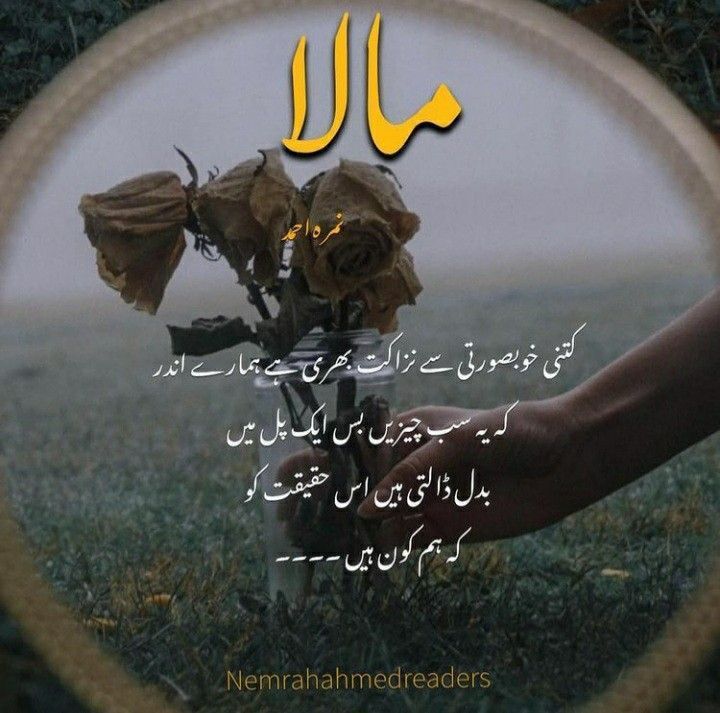 مالا
نمرہ احمد
کتنی خوبصورتی سے نزاکت بھری ہے ہمارے اندر
کہ یہ سب چیزیں بس ایک پل میں
بدل ڈالتی ہیں اس حقیقت کو
کہ ہم کون ہیں ----
Nemrahahmedreaders